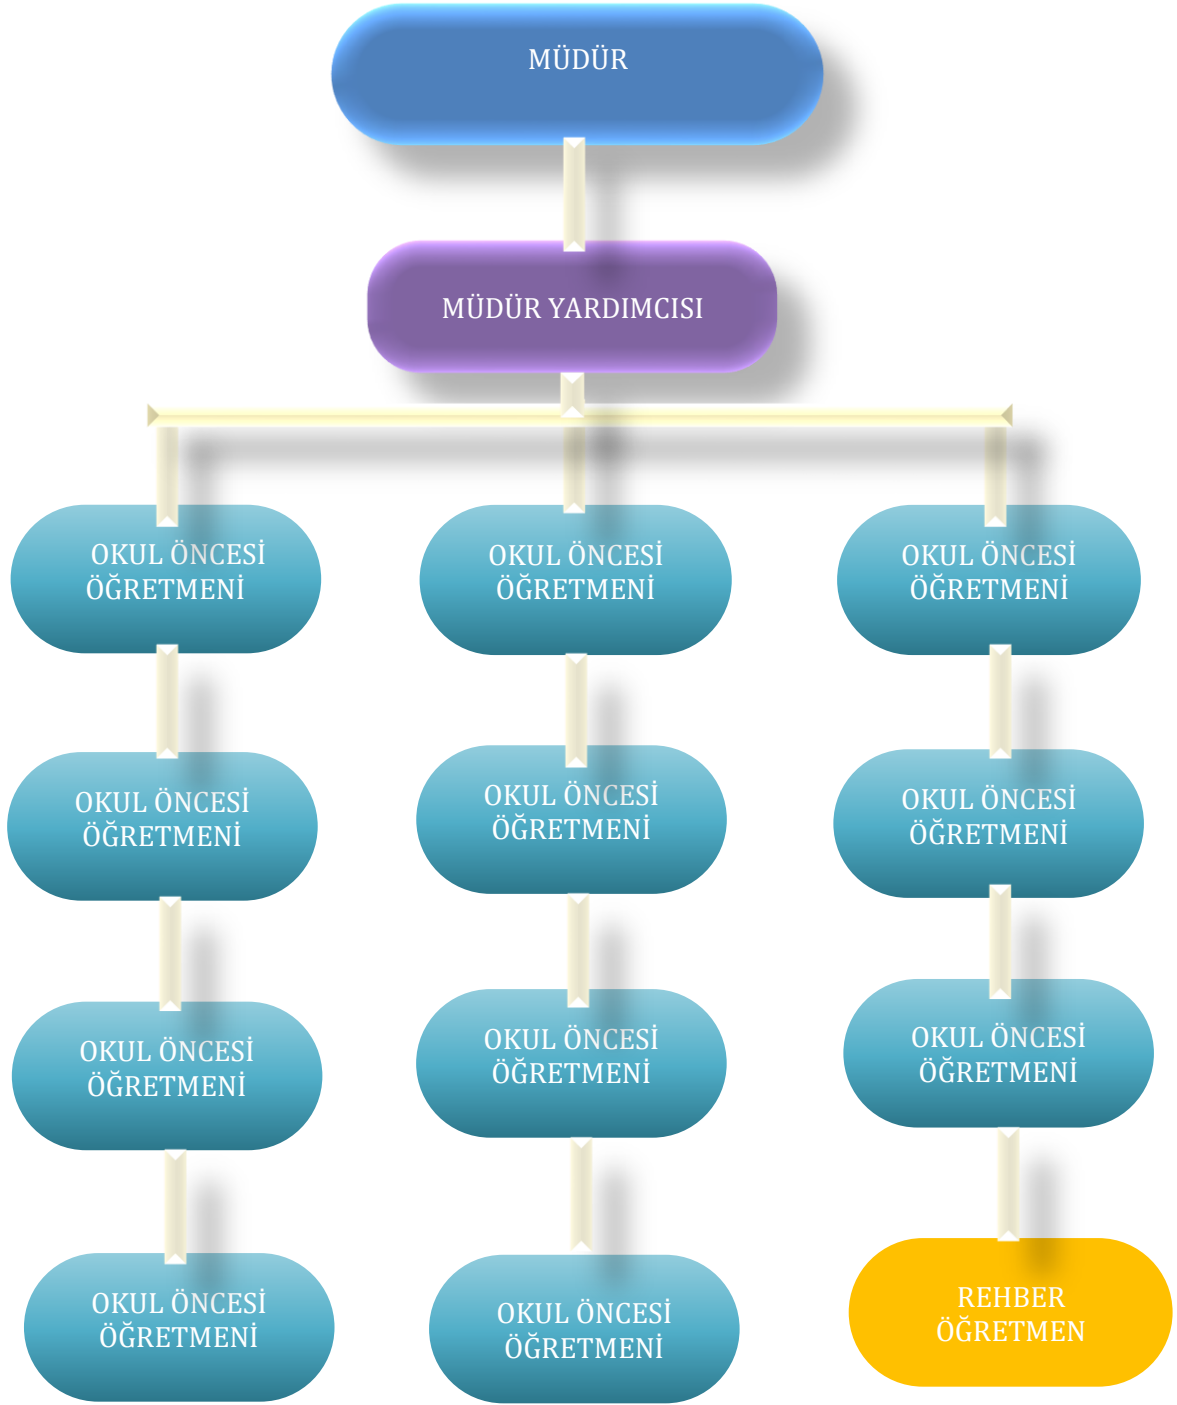 MÜDÜR
MÜDÜR YARDIMCISI
OKUL ÖNCESİ
ÖĞRETMENİ
OKUL ÖNCESİ
ÖĞRETMENİ
OKUL ÖNCESİ
ÖĞRETMENİ
OKUL ÖNCESİ
ÖĞRETMENİ
OKUL ÖNCESİ
ÖĞRETMENİ
OKUL ÖNCESİ
ÖĞRETMENİ
OKUL ÖNCESİ
ÖĞRETMENİ
OKUL ÖNCESİ
ÖĞRETMENİ
OKUL ÖNCESİ
ÖĞRETMENİ
OKUL ÖNCESİ
ÖĞRETMENİ
OKUL ÖNCESİ
ÖĞRETMENİ
REHBER
ÖĞRETMEN